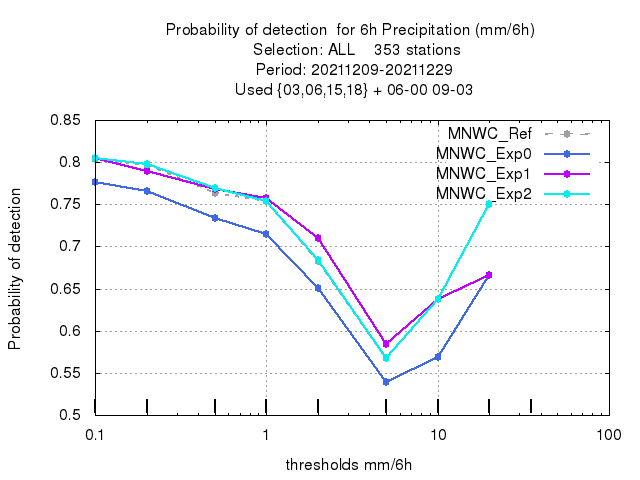 Probability of detection  for 6h Precipitation (mm/6h)
Selection: ALL    353 stations
Period: 20211209-20211229
Used {03,06,15,18} + 06-00 09-03
0.85
0.8
0.75
0.7
0.65
0.6
0.55
0.5
Probability of detection
MNWC_Ref
MNWC_Exp0
MNWC_Exp1
MNWC_Exp2
0.1
1
10
100
thresholds mm/6h